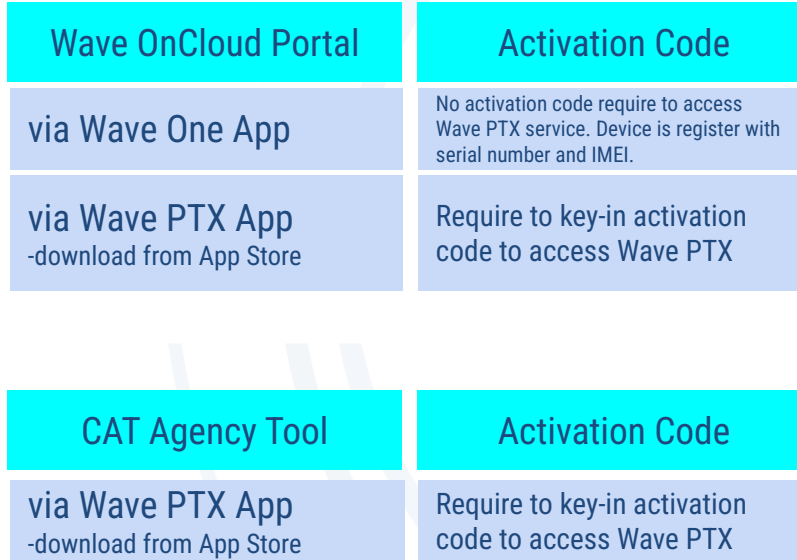 Wave OnCloud Portal
Activation Code
via Wave One App
No activation code require to access
Wave PTX service. Device is register with
serial number and IMEI.
via Wave PTX App
-download from App Store
Require to key-in activation
code to access Wave PTX
CAT Agency Tool
Activation Code
via Wave PTX App
-download from App Store
Require to key-in activation
code to access Wave PTX